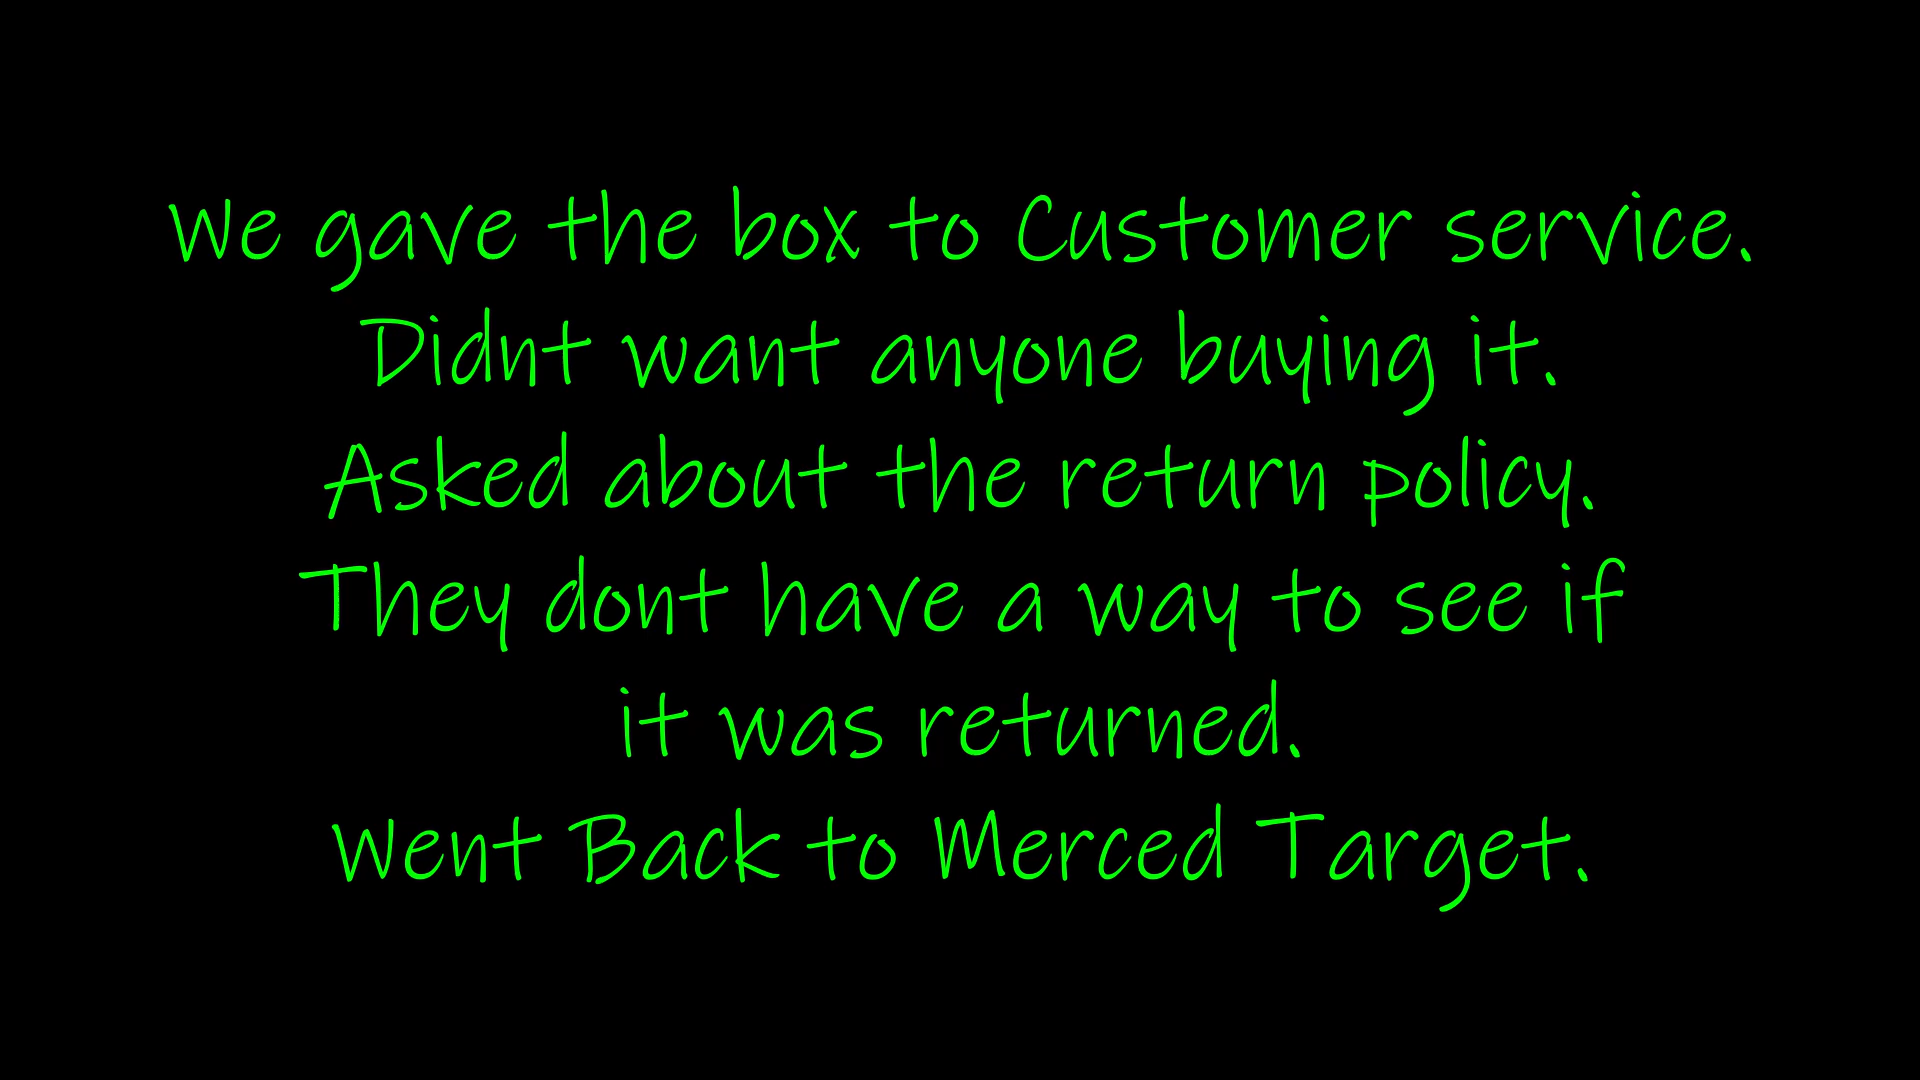 We gave the box to Customer service.
Didnt want anyone buying it.
Asked about the return policy.
They dont have a way to see if
it was returned.
Went Back to Merced Target.